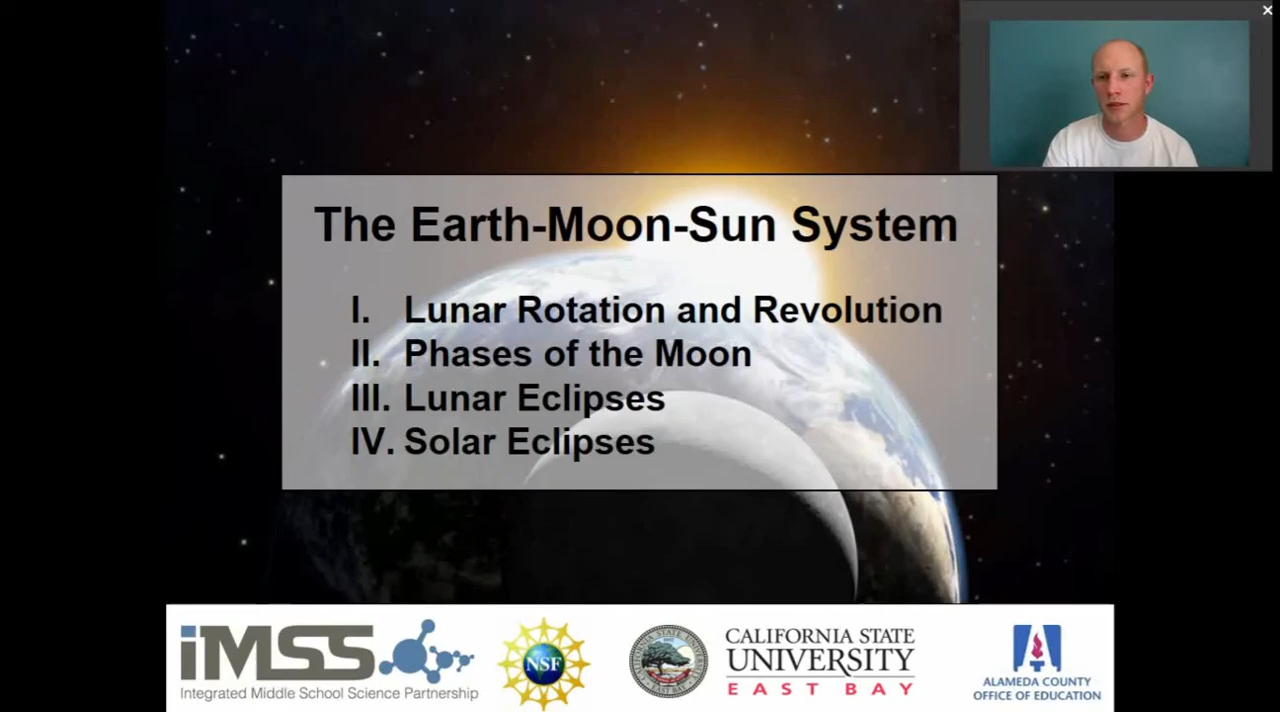 The Earth-Moon-Sun System
I. Lunar Rotation and Revolution
II. Phases of the Moon
III. Lunar Eclipses
IV. Solar Eclipses
iMSS
Integrated Middle School Science Partnership
NSF
CALIFORNIA STATE
UNIVERSITY
EAST BAY
ALAMEDA COUNTY
OFFICE OF EDUCATION